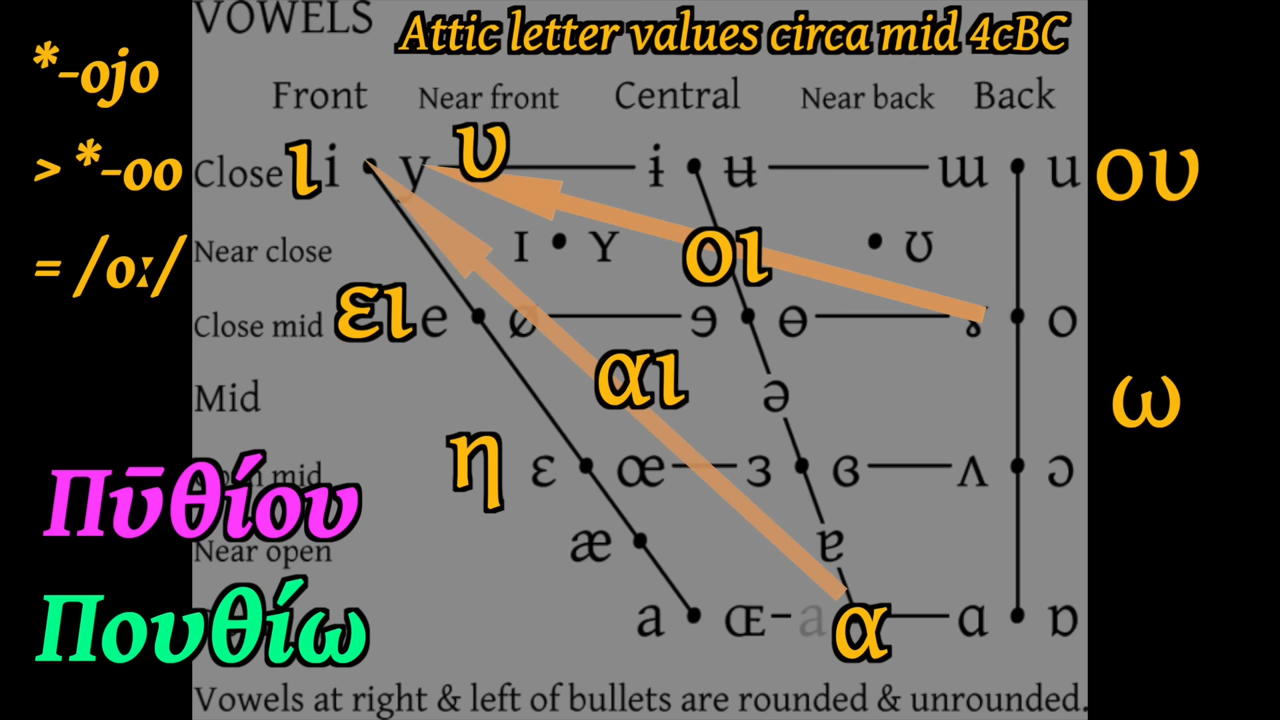 VOWELS
Attic letter values circa mid 4cBC
*-ojo
> *-oo
= /oː/
Front Near front Central Near back Back
Close ι i • y υ ɨ • ʉ ɯ • u ου
Near close ɪ • ʏ οι • ʊ
Close mid ει e • ø ɘ • ɵ • o
Mid αι ə ω
mid η ɛ • œ ɜ • ɞ ʌ • ɔ
Πῡθίου
Near open æ • ɐ
a • ɶ a α ɑ • ɒ
Πουθίω
Vowels at right & left of bullets are rounded & unrounded.